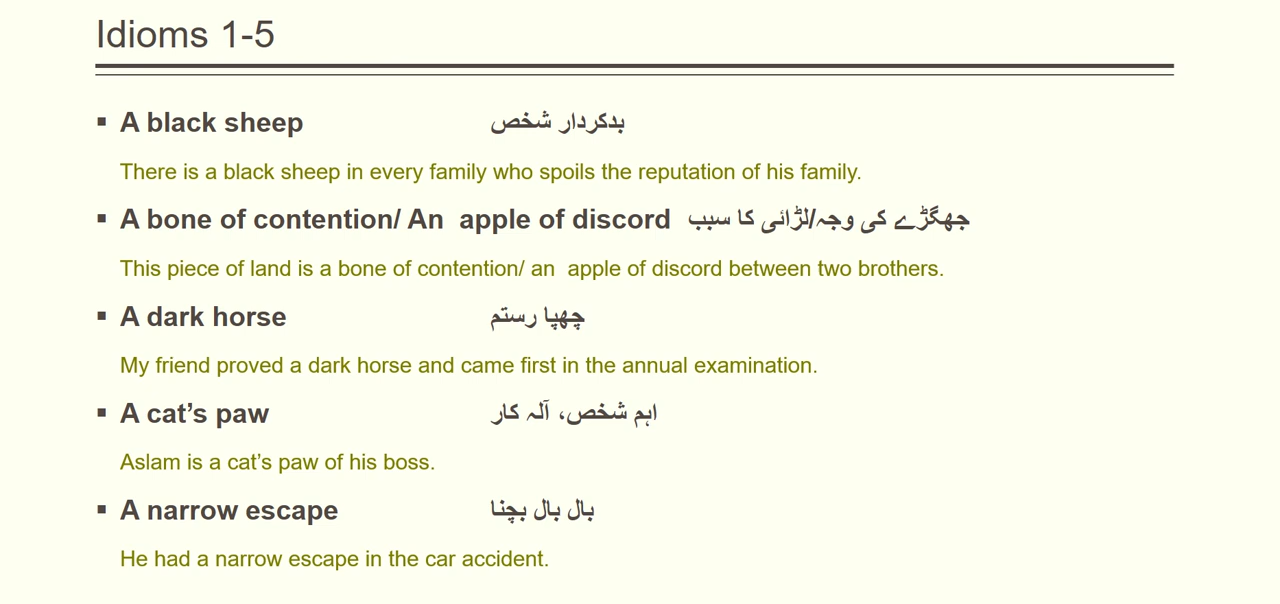 Idioms 1-5
▪ A black sheep بدکردار شخص
There is a black sheep in every family who spoils the reputation of his family.
▪ A bone of contention/ An  apple of discord جھگڑے کی وجہ/لڑائی کا سبب
This piece of land is a bone of contention/ an  apple of discord between two brothers.
▪ A dark horse چھپا رستم
My friend proved a dark horse and came first in the annual examination.
▪ A cat’s paw اہم شخص، آلہ کار
Aslam is a cat’s paw of his boss.
▪ A narrow escape بال بال بچنا
He had a narrow escape in the car accident.